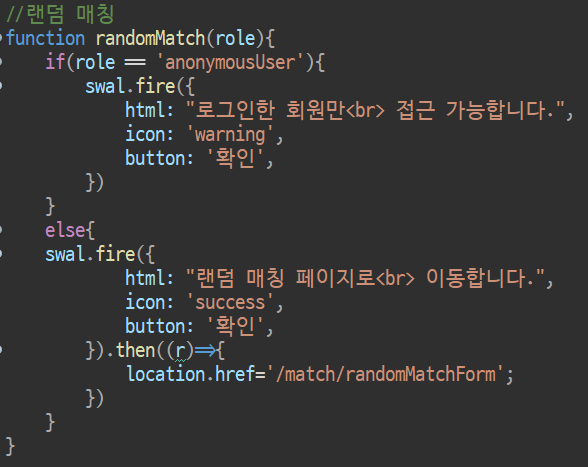 //랜덤 매칭
function randomMatch(role){
    if(role == 'anonymousUser'){
        swal.fire({
            html: "로그인한 회원만<br> 접근 가능합니다.",
            icon: 'warning',
            button: '확인',
        })
    }
    else{
    swal.fire({
            html: "랜덤 매칭 페이지로<br> 이동합니다.",
            icon: 'success',
            button: '확인',
        }).then((r)=>{
            location.href='/match/randomMatchForm';
        })
    }
}